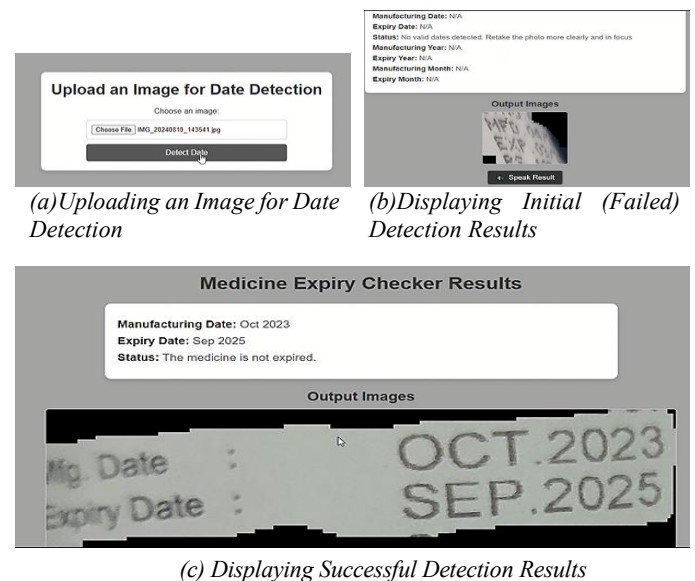 Upload an Image for Date Detection
Choose an image:
Choose File IMG_20240810_143541.jpg
Detect Date
(a)Uploading an Image for Date
Detection
Manufacturing Date: N/A
Expiry Date: N/A
Status: No valid dates detected. Retake the photo more clearly and in focus
Manufacturing Year: N/A
Expiry Year: N/A
Manufacturing Month: N/A
Expiry Month: N/A
Output Images
MFG
EXP
Speak Result
(b)Displaying Initial (Failed)
Detection Results
Medicine Expiry Checker Results
Manufacturing Date: Oct 2023
Expiry Date: Sep 2025
Status: The medicine is not expired.
Output Images
Mfg. Date : OCT.2023
Expiry Date : SEP.2025
(c) Displaying Successful Detection Results